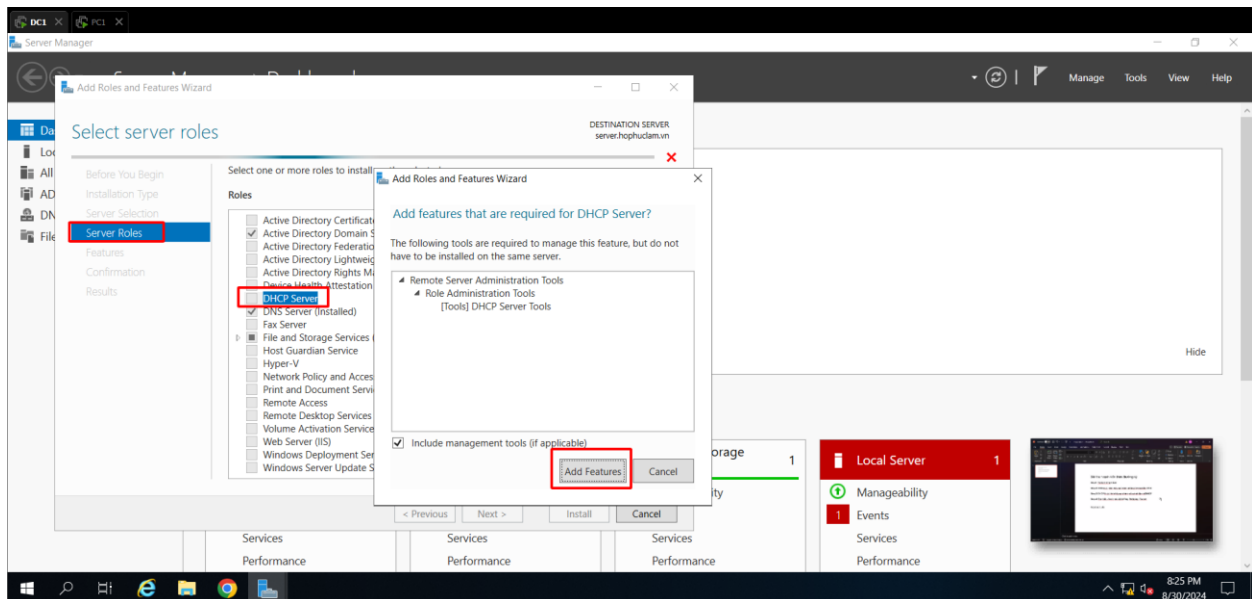 DC1
PC1
Server Manager
Manage Tools View Help
Add Roles and Features Wizard
Select server roles
DESTINATION SERVER
server.hophuclam.vn
Before You Begin
Installation Type
Server Selection
Server Roles
Features
Confirmation
Results
Da
Loc
All
AD
DN
File
Select one or more roles to install
Roles
Active Directory Certificat
Active Directory Domain S
Active Directory Federatio
Active Directory Lightweig
Active Directory Rights Ma
Device Health Attestation
DHCP Server
DNS Server (Installed)
Fax Server
File and Storage Services (
Host Guardian Service
Hyper-V
Network Policy and Acces
Print and Document Servi
Remote Access
Remote Desktop Services
Volume Activation Service
Web Server (IIS)
Windows Deployment Ser
Windows Server Update S
< Previous Next > Install Cancel
Add Roles and Features Wizard
Add features that are required for DHCP Server?
The following tools are required to manage this feature, but do not
have to be installed on the same server.
Remote Server Administration Tools
Role Administration Tools
[Tools] DHCP Server Tools
Include management tools (if applicable)
Add Features Cancel
Hide
orage 1
ity
Services
Performance
Services
Performance
Services
Performance
Local Server 1
Manageability
1 Events
Services
Performance
8:25 PM
8/30/2024